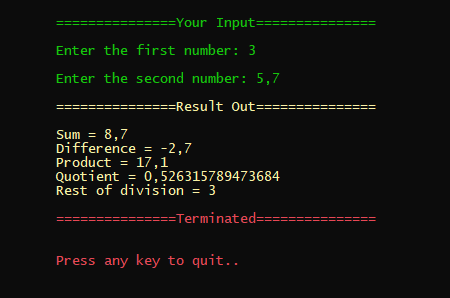 ===============Your Input===============
Enter the first number: 3
Enter the second number: 5,7
===============Result Out===============
Sum = 8,7
Difference = -2,7
Product = 17,1
Quotient = 0,526315789473684
Rest of division = 3
===============Terminated===============
Press any key to quit..